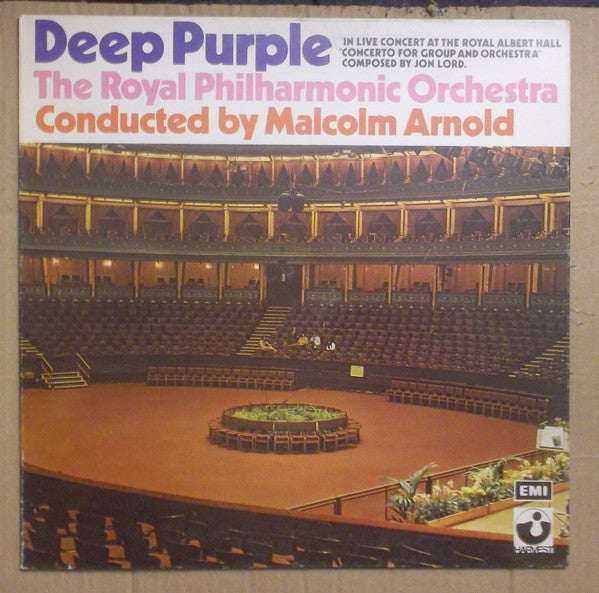 Deep Purple
IN LIVE CONCERT AT THE ROYAL ALBERT HALL
"CONCERTO FOR GROUP AND ORCHESTRA"
COMPOSED BY JON LORD.
The Royal Philharmonic Orchestra
Conducted by Malcolm Arnold
EMI
HARVEST